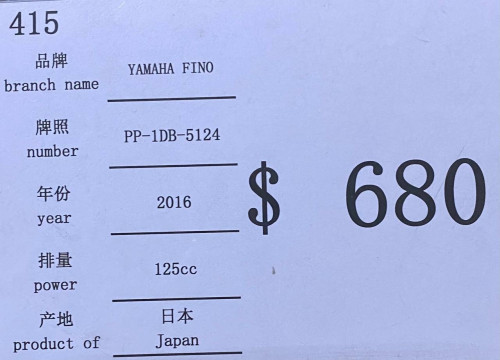 415
品牌
branch name
YAMAHA FINO
牌照
number
PP-1DB-5124
年份
year
2016
$ 680
排量
power
125cc
产地
product of
日本
Japan